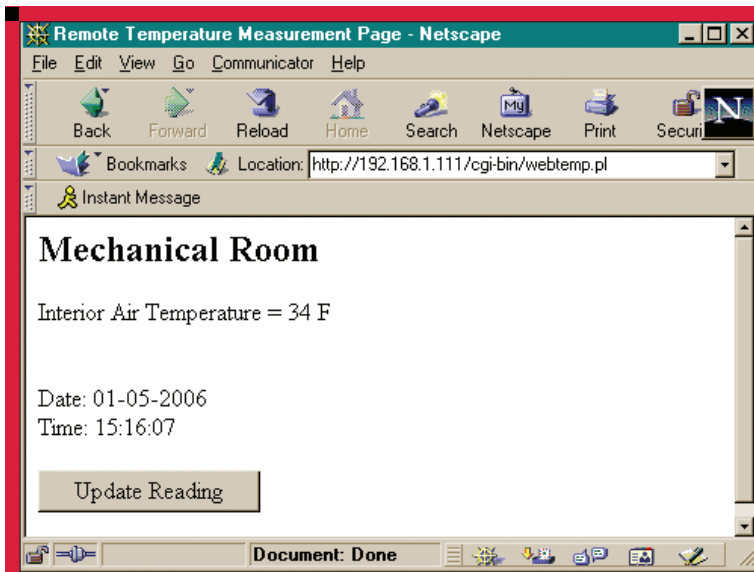 Remote Temperature Measurement Page - Netscape
File Edit View Go Communicator Help
My N
Back Forward Reload Home Search Netscape Print Securi
Bookmarks Location: http://192.168.1.111/cgi-bin/webtemp.pl
Instant Message
Mechanical Room
Interior Air Temperature = 34 F
Date: 01-05-2006
Time: 15:16:07
Update Reading
Document: Done